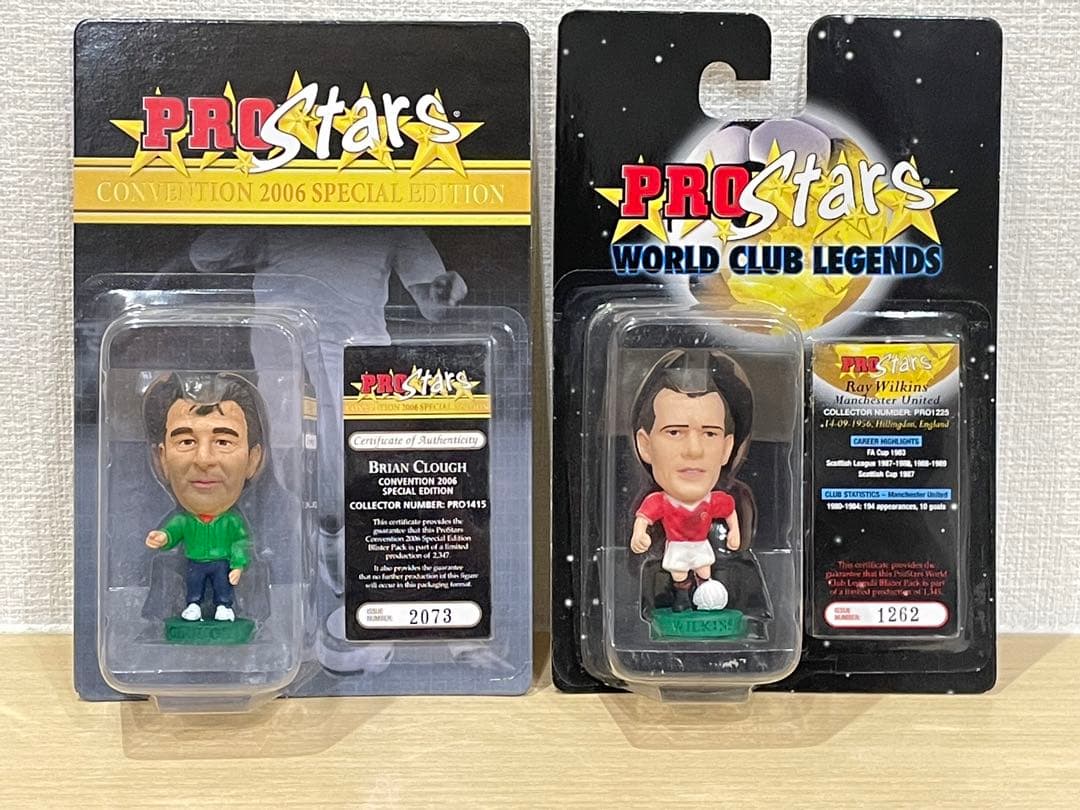 PROStars
CONVENTION 2006 SPECIAL EDITION
PROStars
CONVENTION 2006 SPECIAL EDITION
Certificate of Authenticity
BRIAN CLOUGH
CONVENTION 2006
SPECIAL EDITION
COLLECTOR NUMBER: PRO1415
This certificate provides the
guarantee that this ProStars
Convention 2006 Special Edition
Blister Pack is part of a limited
production of 2,347.
It also provides the guarantee
that no further production of this figure
will occur in this packaging format.
ISSUE
NUMBER:
2073
CLOUGH
PROStars
WORLD CLUB LEGENDS
PROStars
Ray Wilkins
Manchester United
COLLECTOR NUMBER: PRO1225
14-09-1956, Hillingdon, England
CAREER HIGHLIGHTS
FA Cup 1983
Scottish League 1987-1988, 1988-1989
Scottish Cup 1987
CLUB STATISTICS - Manchester United
1980-1984: 194 appearances, 10 goals
This certificate provides the
guarantee that this ProStars World
Club Legends Blister Pack is part
of a limited production of 1,345.
ISSUE
NUMBER:
1262
WILKINS